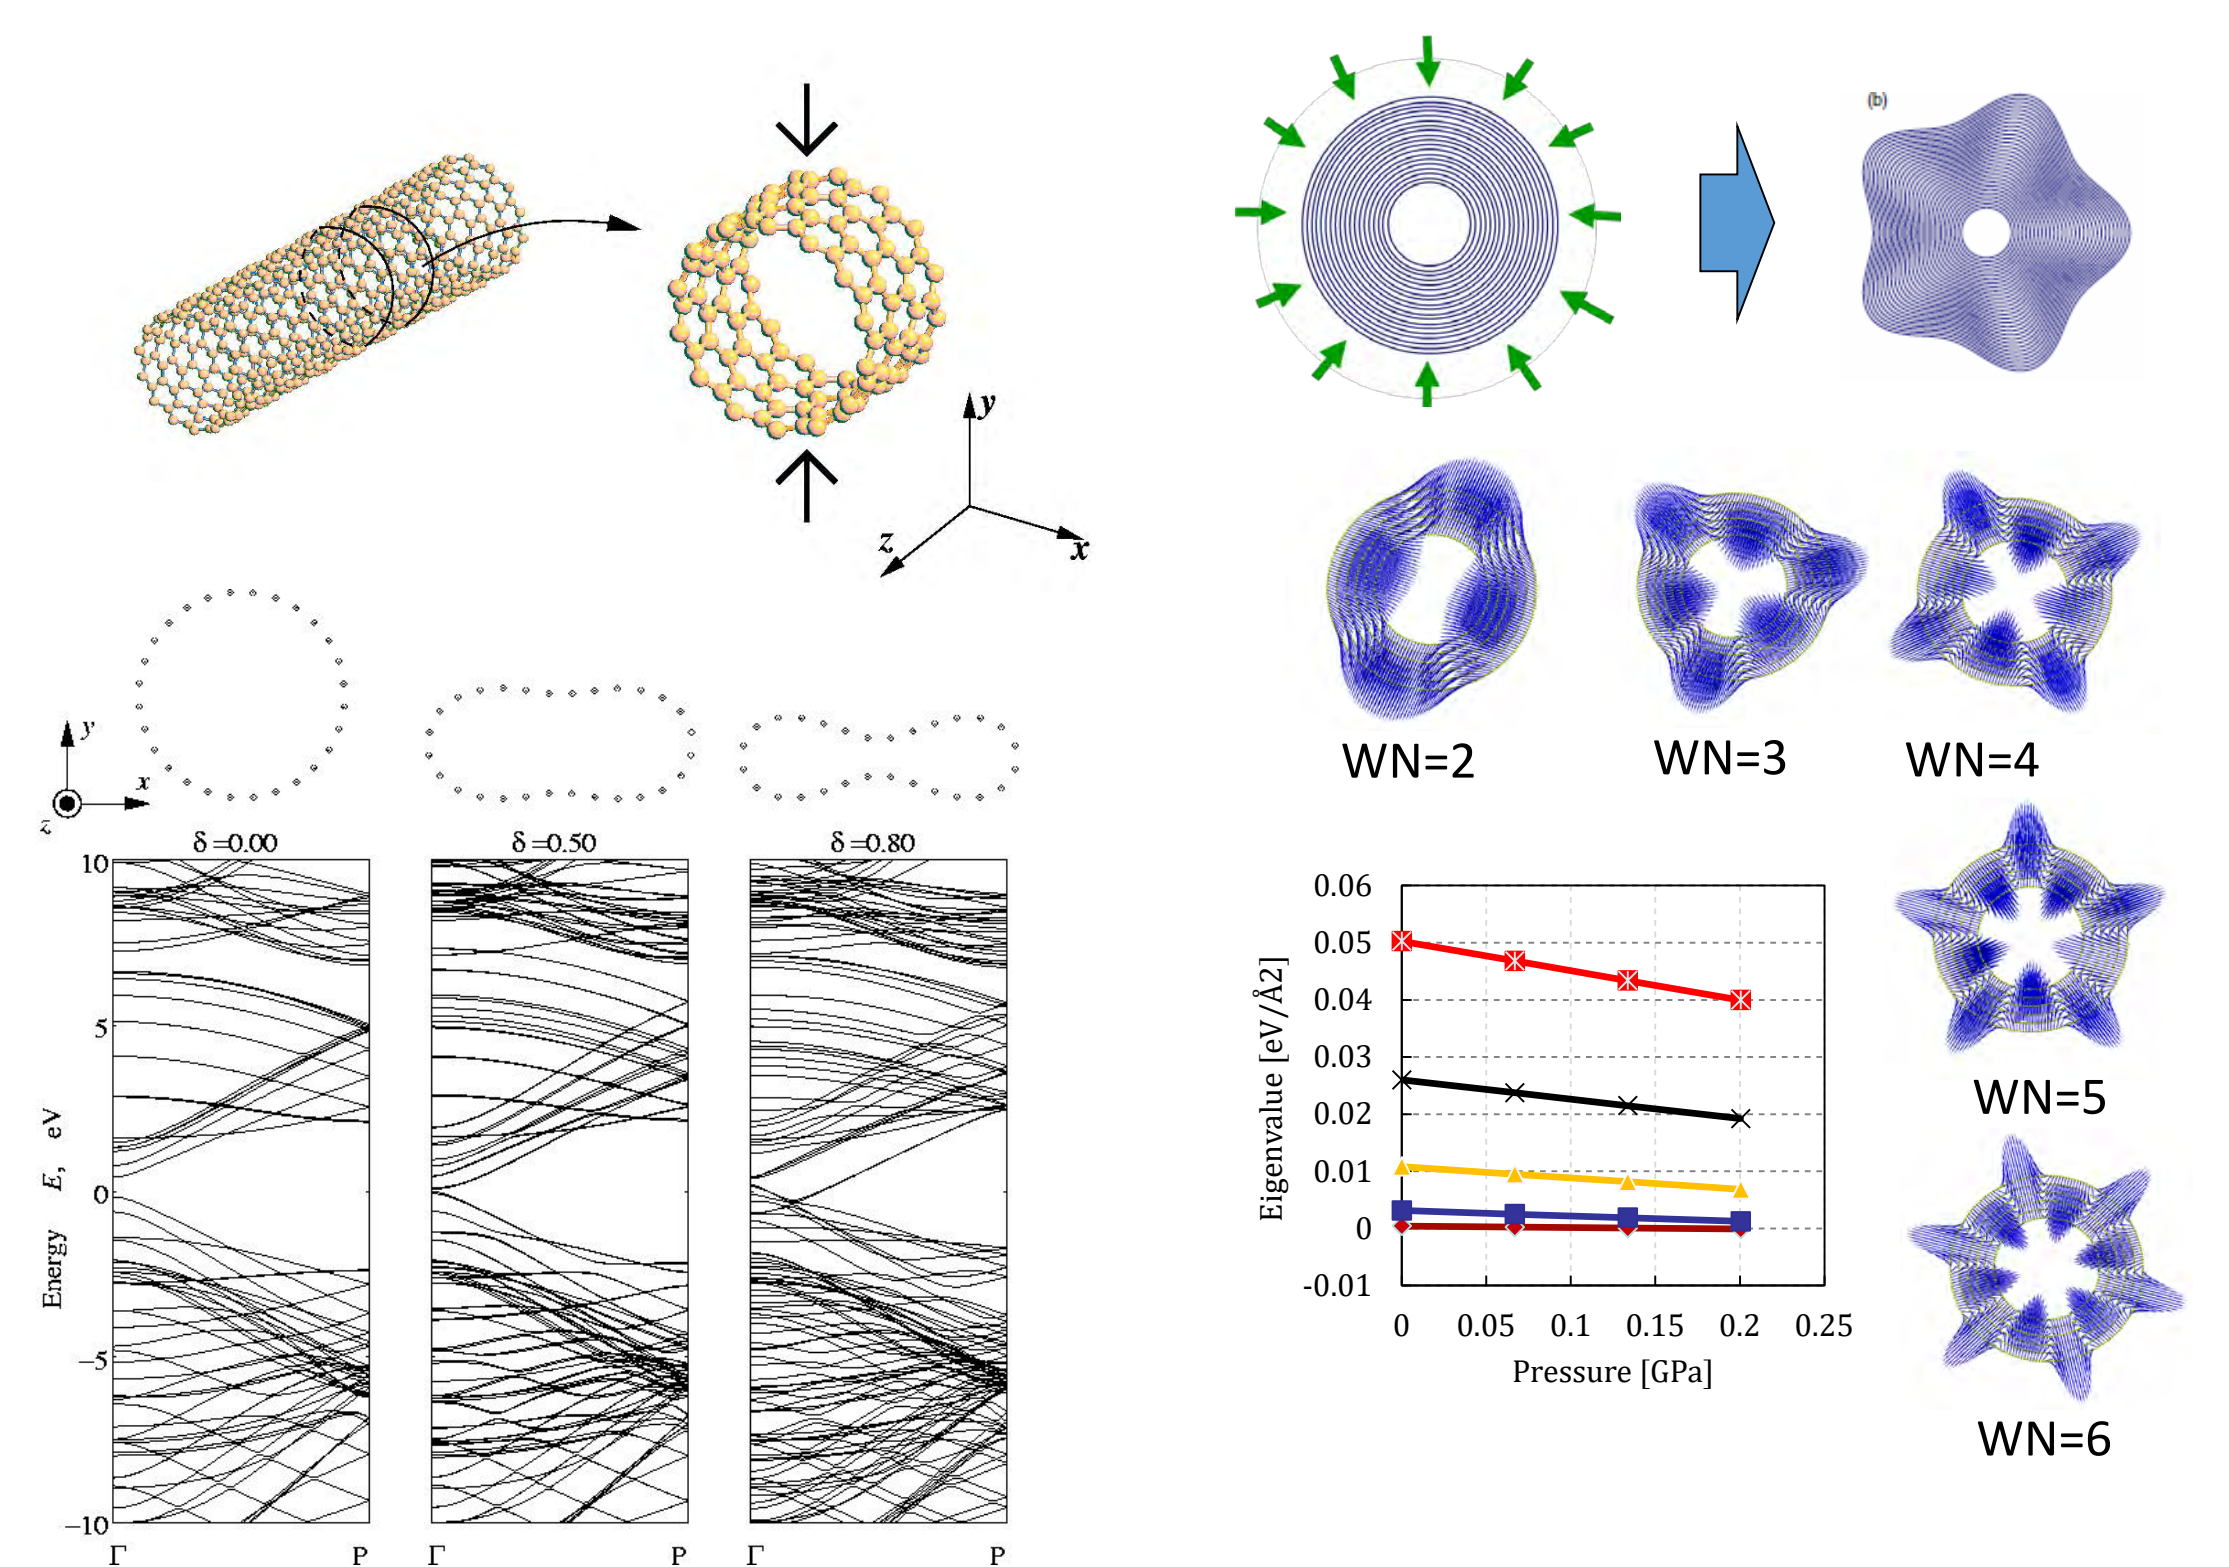 (b)
y
z
x
WN=2
WN=3
WN=4
y
x
z
δ=0.00
δ=0.50
δ=0.80
10
5
0
−5
−10
Energy E, eV
Γ
P
Γ
P
Γ
P
0.06
0.05
0.04
0.03
0.02
0.01
0
-0.01
Eigenvalue [eV/Å2]
0
0.05
0.1
0.15
0.2
0.25
Pressure [GPa]
WN=5
WN=6